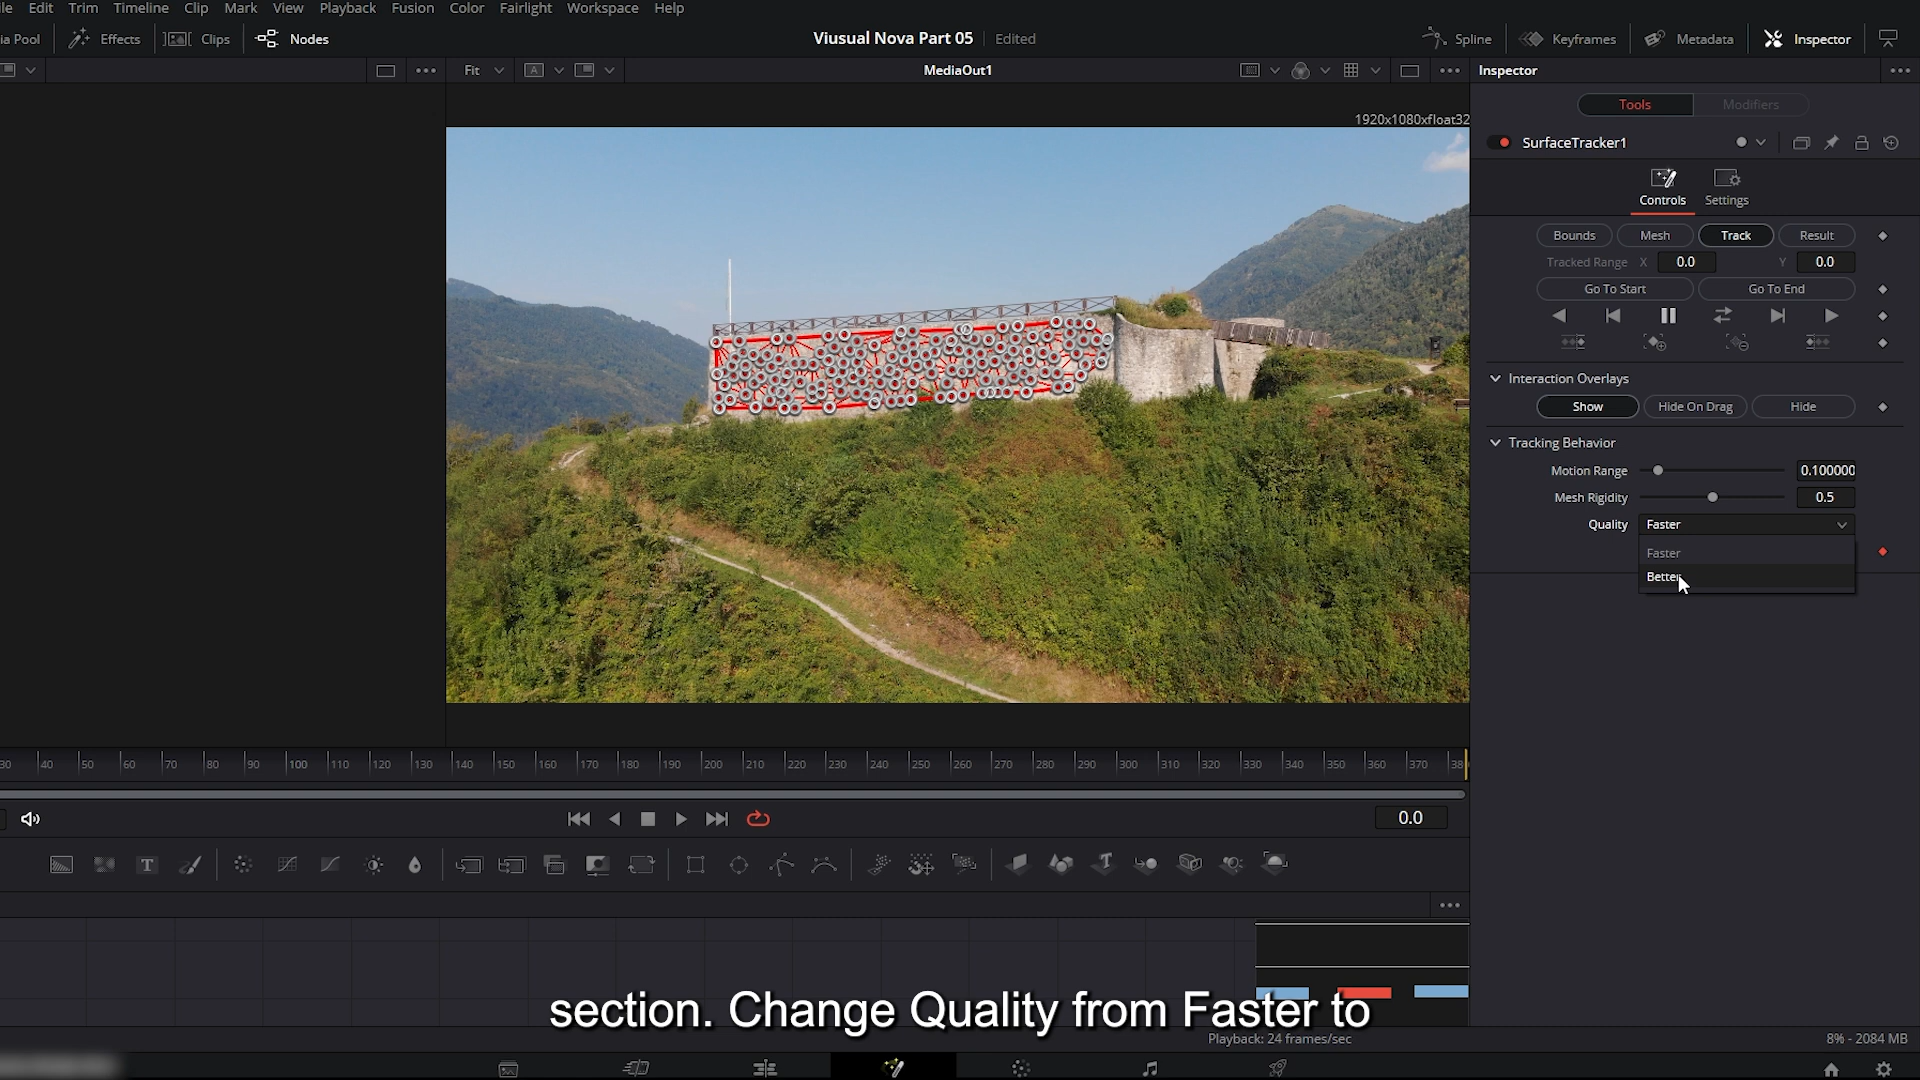 le Edit Trim Timeline Clip Mark View Playback Fusion Color Fairlight Workspace Help
ia Pool Effects Clips Nodes Viusual Nova Part 05 Edited Spline Keyframes Metadata Inspector
Fit A MediaOut1 Inspector
Tools Modifiers
1920x1080xfloat32
SurfaceTracker1
Controls Settings
Bounds Mesh Track Result
Tracked Range X 0.0 Y 0.0
Go To Start Go To End
Interaction Overlays
Show Hide On Drag Hide
Tracking Behavior
Motion Range 0.100000
Mesh Rigidity 0.5
Quality Faster
Faster
Better
30 40 50 60 70 80 90 100 110 120 130 140 150 160 170 180 190 200 210 220 230 240 250 260 270 280 290 300 310 320 330 340 350 360 370 38
0.0
T T
section. Change Quality from Faster to
Playback: 24 frames/sec 8% - 2084 MB